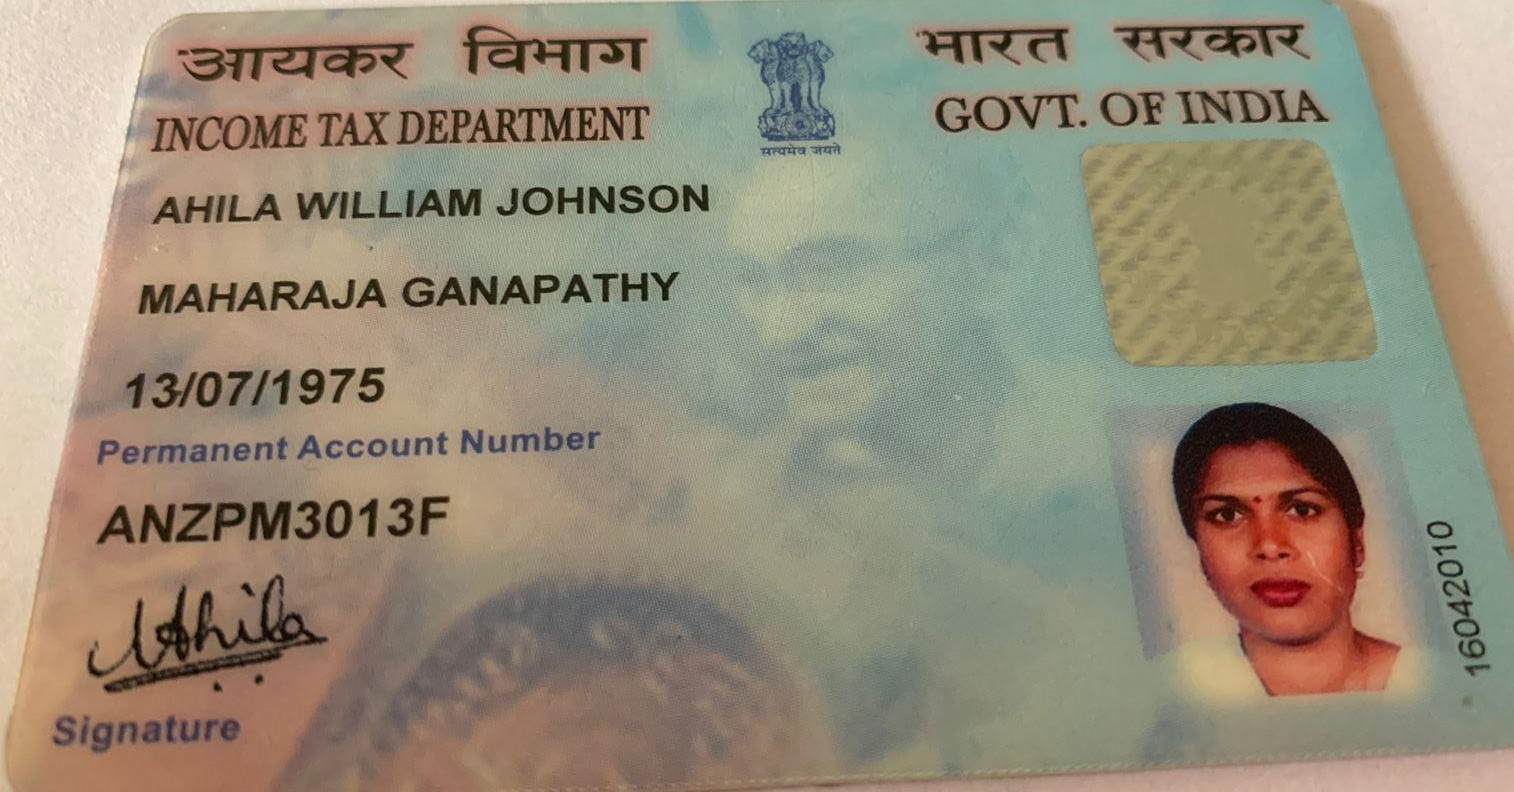 आयकर विभाग
INCOME TAX DEPARTMENT
भारत सरकार
GOVT. OF INDIA
सत्यमेव जयते
AHILA WILLIAM JOHNSON
MAHARAJA GANAPATHY
13/07/1975
Permanent Account Number
ANZPM3013F
Ahila
Signature
16042010